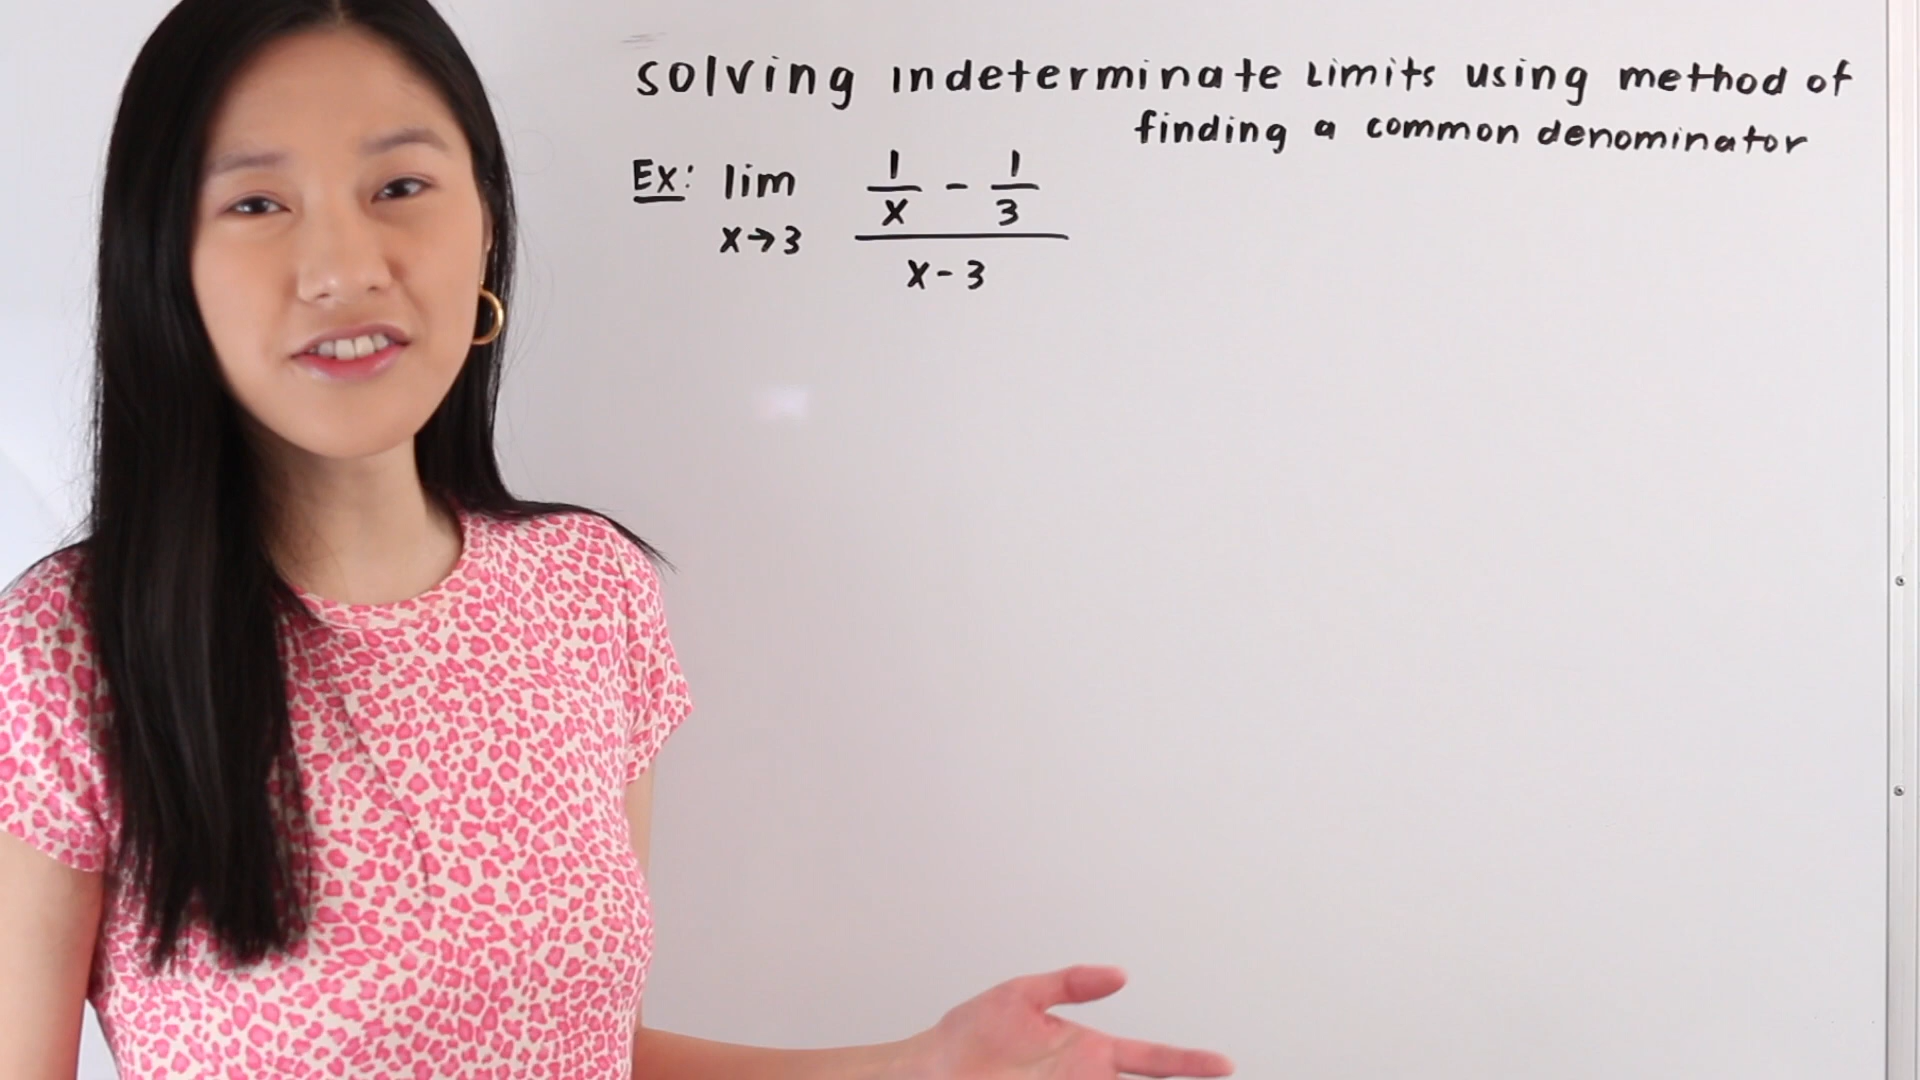 solving indeterminate limits using method of
finding a common denominator
Ex: lim 1/x - 1/3
x→3 x-3